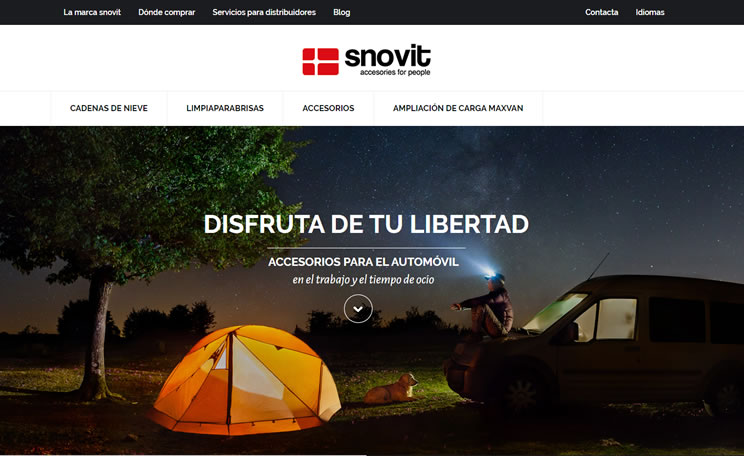 La marca snovit
Dónde comprar
Servicios para distribuidores
Blog
Contacta
Idiomas
snovit
accesories for people
CADENAS DE NIEVE
LIMPIAPARABRISAS
ACCESORIOS
AMPLIACIÓN DE CARGA MAXVAN
DISFRUTA DE TU LIBERTAD
ACCESORIOS PARA EL AUTOMÓVIL
en el trabajo y el tiempo de ocio